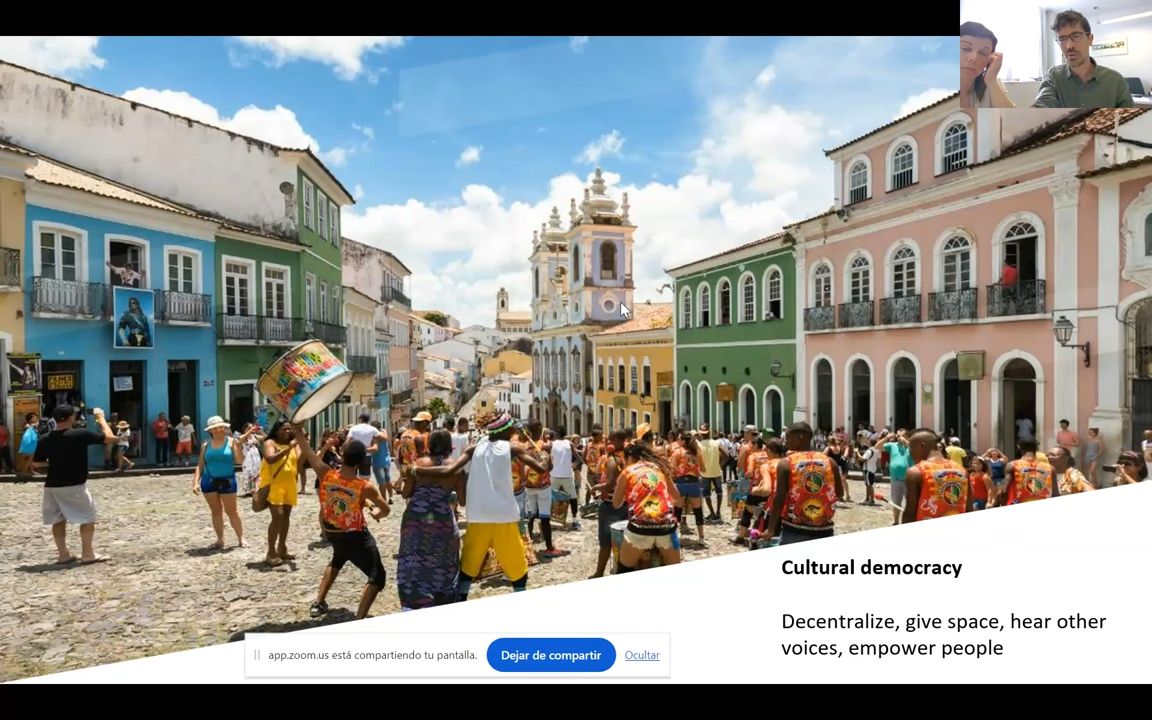 Cultural democracy
Decentralize, give space, hear other
voices, empower people
app.zoom.us está compartiendo tu pantalla.
Dejar de compartir
Ocultar